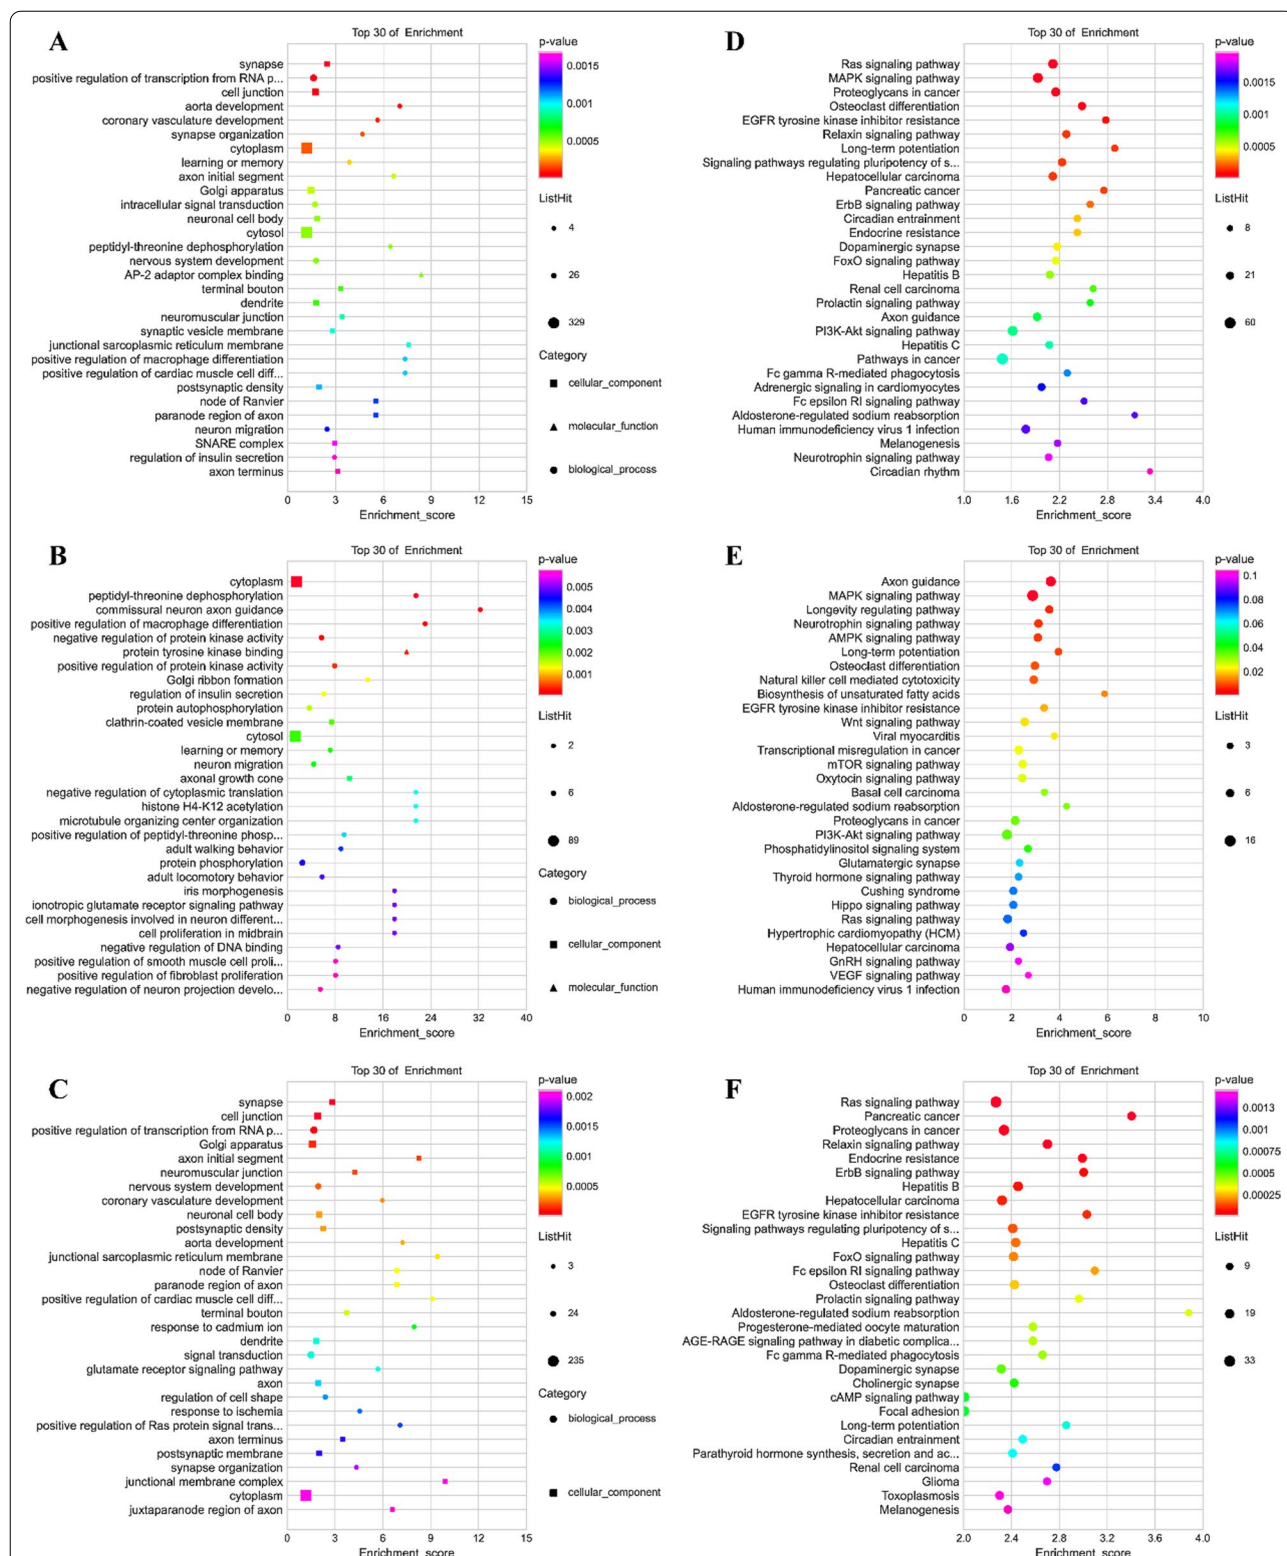 A
Top 30 of Enrichment
synapse
positive regulation of transcription from RNA p...
cell junction
aorta development
coronary vasculature development
synapse organization
cytoplasm
learning or memory
axon initial segment
Golgi apparatus
intracellular signal transduction
neuronal cell body
cytosol
peptidyl-threonine dephosphorylation
nervous system development
AP-2 adaptor complex binding
terminal bouton
dendrite
neuromuscular junction
synaptic vesicle membrane
junctional sarcoplasmic reticulum membrane
positive regulation of macrophage differentiation
positive regulation of cardiac muscle cell diff...
postsynaptic density
node of Ranvier
paranode region of axon
neuron migration
SNARE complex
regulation of insulin secretion
axon terminus
0 3 6 9 12 15
Enrichment_score
p-value
0.0015
0.001
0.0005
ListHit
4
26
329
Category
cellular_component
molecular_function
biological_process
D
Top 30 of Enrichment
Ras signaling pathway
MAPK signaling pathway
Proteoglycans in cancer
Osteoclast differentiation
EGFR tyrosine kinase inhibitor resistance
Relaxin signaling pathway
Long-term potentiation
Signaling pathways regulating pluripotency of s...
Hepatocellular carcinoma
Pancreatic cancer
ErbB signaling pathway
Circadian entrainment
Endocrine resistance
Dopaminergic synapse
FoxO signaling pathway
Hepatitis B
Renal cell carcinoma
Prolactin signaling pathway
Axon guidance
PI3K-Akt signaling pathway
Hepatitis C
Pathways in cancer
Fc gamma R-mediated phagocytosis
Adrenergic signaling in cardiomyocytes
Fc epsilon RI signaling pathway
Aldosterone-regulated sodium reabsorption
Human immunodeficiency virus 1 infection
Melanogenesis
Neurotrophin signaling pathway
Circadian rhythm
1.0 1.6 2.2 2.8 3.4 4.0
Enrichment_score
p-value
0.0015
0.001
0.0005
ListHit
8
21
60
B
Top 30 of Enrichment
cytoplasm
peptidyl-threonine dephosphorylation
commissural neuron axon guidance
positive regulation of macrophage differentiation
negative regulation of protein kinase activity
protein tyrosine kinase binding
positive regulation of protein kinase activity
Golgi ribbon formation
regulation of insulin secretion
protein autophosphorylation
clathrin-coated vesicle membrane
cytosol
learning or memory
neuron migration
axonal growth cone
negative regulation of cytoplasmic translation
histone H4-K12 acetylation
microtubule organizing center organization
positive regulation of peptidyl-threonine phosp...
adult walking behavior
protein phosphorylation
adult locomotory behavior
iris morphogenesis
ionotropic glutamate receptor signaling pathway
cell morphogenesis involved in neuron different...
cell proliferation in midbrain
negative regulation of DNA binding
positive regulation of smooth muscle cell proli...
positive regulation of fibroblast proliferation
negative regulation of neuron projection develo...
0 8 16 24 32 40
Enrichment_score
p-value
0.005
0.004
0.003
0.002
0.001
ListHit
2
6
89
Category
biological_process
cellular_component
molecular_function
E
Top 30 of Enrichment
Axon guidance
MAPK signaling pathway
Longevity regulating pathway
Neurotrophin signaling pathway
AMPK signaling pathway
Long-term potentiation
Osteoclast differentiation
Natural killer cell mediated cytotoxicity
Biosynthesis of unsaturated fatty acids
EGFR tyrosine kinase inhibitor resistance
Wnt signaling pathway
Viral myocarditis
Transcriptional misregulation in cancer
mTOR signaling pathway
Oxytocin signaling pathway
Basal cell carcinoma
Aldosterone-regulated sodium reabsorption
Proteoglycans in cancer
PI3K-Akt signaling pathway
Phosphatidylinositol signaling system
Glutamatergic synapse
Thyroid hormone signaling pathway
Cushing syndrome
Hippo signaling pathway
Ras signaling pathway
Hypertrophic cardiomyopathy (HCM)
Hepatocellular carcinoma
GnRH signaling pathway
VEGF signaling pathway
Human immunodeficiency virus 1 infection
0 2 4 6 8 10
Enrichment_score
p-value
0.1
0.08
0.06
0.04
0.02
ListHit
3
6
16
C
Top 30 of Enrichment
synapse
cell junction
positive regulation of transcription from RNA p...
Golgi apparatus
axon initial segment
neuromuscular junction
nervous system development
coronary vasculature development
neuronal cell body
postsynaptic density
aorta development
junctional sarcoplasmic reticulum membrane
node of Ranvier
paranode region of axon
positive regulation of cardiac muscle cell diff...
terminal bouton
response to cadmium ion
dendrite
signal transduction
glutamate receptor signaling pathway
axon
regulation of cell shape
response to ischemia
positive regulation of Ras protein signal trans...
axon terminus
postsynaptic membrane
synapse organization
junctional membrane complex
cytoplasm
juxtaparanode region of axon
0 3 6 9 12 15
Enrichment_score
p-value
0.002
0.0015
0.001
0.0005
ListHit
3
24
235
Category
biological_process
cellular_component
F
Top 30 of Enrichment
Ras signaling pathway
Pancreatic cancer
Proteoglycans in cancer
Relaxin signaling pathway
Endocrine resistance
ErbB signaling pathway
Hepatitis B
Hepatocellular carcinoma
EGFR tyrosine kinase inhibitor resistance
Signaling pathways regulating pluripotency of s...
Hepatitis C
FoxO signaling pathway
Fc epsilon RI signaling pathway
Osteoclast differentiation
Prolactin signaling pathway
Aldosterone-regulated sodium reabsorption
Progesterone-mediated oocyte maturation
AGE-RAGE signaling pathway in diabetic complica...
Fc gamma R-mediated phagocytosis
Dopaminergic synapse
Cholinergic synapse
cAMP signaling pathway
Focal adhesion
Long-term potentiation
Circadian entrainment
Parathyroid hormone synthesis, secretion and ac...
Renal cell carcinoma
Glioma
Toxoplasmosis
Melanogenesis
2.0 2.4 2.8 3.2 3.6 4.0
Enrichment_score
p-value
0.0013
0.001
0.00075
0.0005
0.00025
ListHit
9
19
33